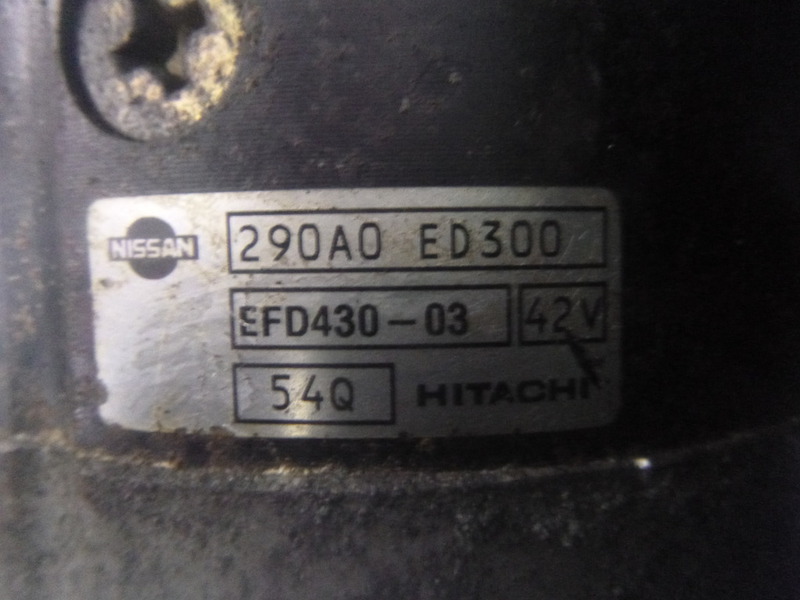 NISSAN
290A0 ED300
EFD430-03 42V
54Q HITACHI